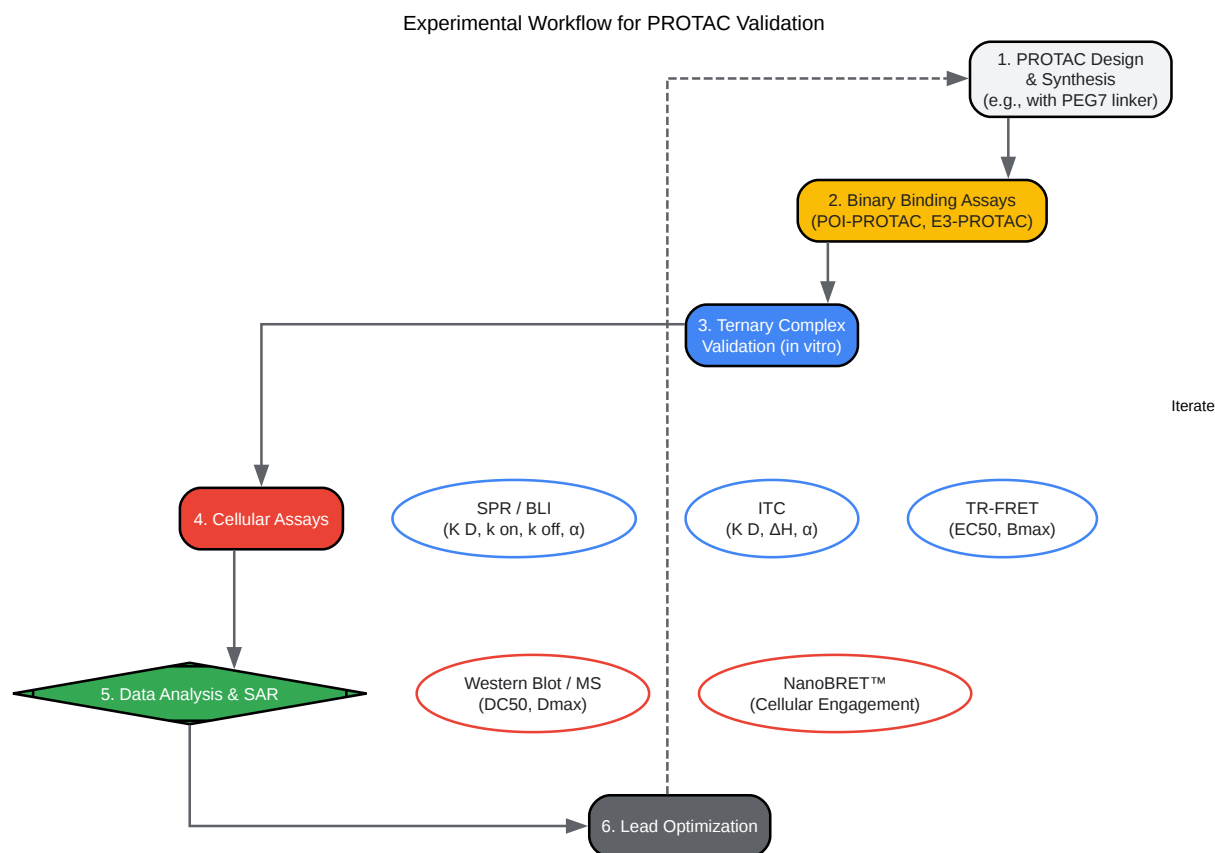 Experimental Workflow for PROTAC Validation
1. PROTAC Design
& Synthesis
(e.g., with PEG7 linker)
2. Binary Binding Assays
(POI-PROTAC, E3-PROTAC)
3. Ternary Complex
Validation (in vitro)
Iterate
4. Cellular Assays
SPR / BLI
(K D, k on, k off, α)
ITC
(K D, ΔH, α)
TR-FRET
(EC50, Bmax)
5. Data Analysis & SAR
Western Blot / MS
(DC50, Dmax)
NanoBRET™
(Cellular Engagement)
6. Lead Optimization